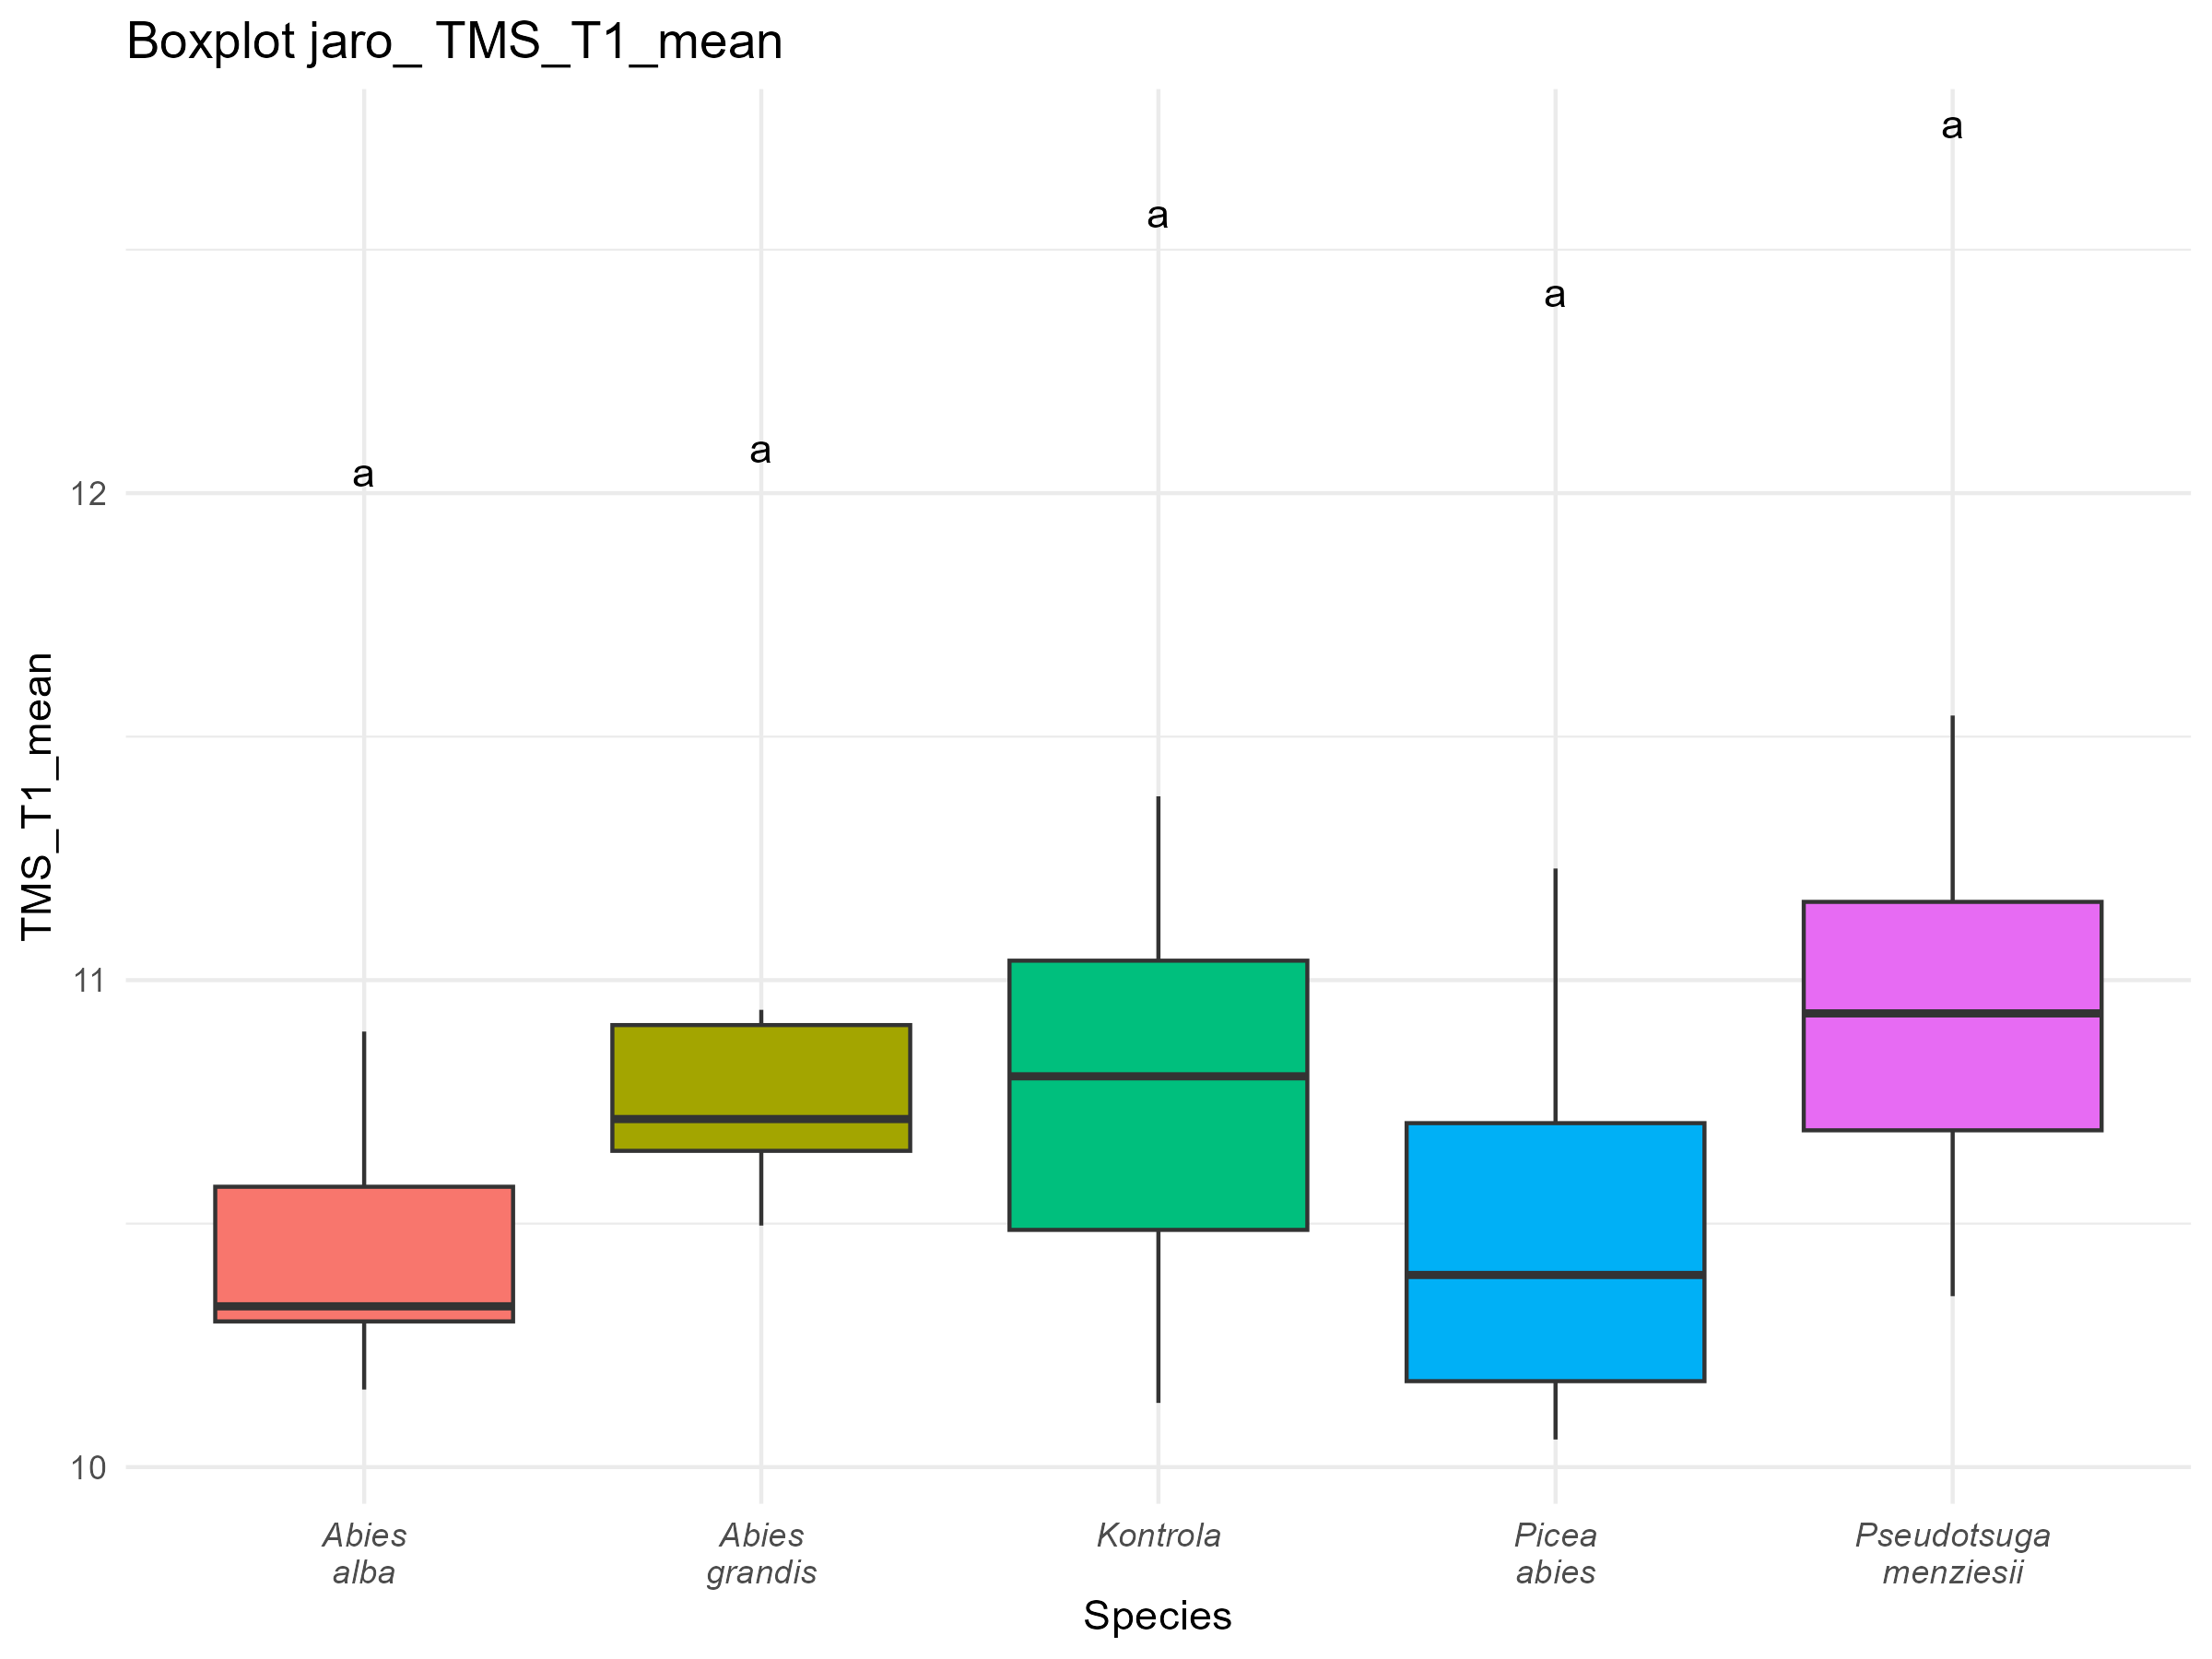 Boxplot jaro_ TMS_T1_mean
a
a
a
a
a
TMS_T1_mean
12
11
10
Abies
alba
Abies
grandis
Kontrola
Picea
abies
Pseudotsuga
menziesii
Species